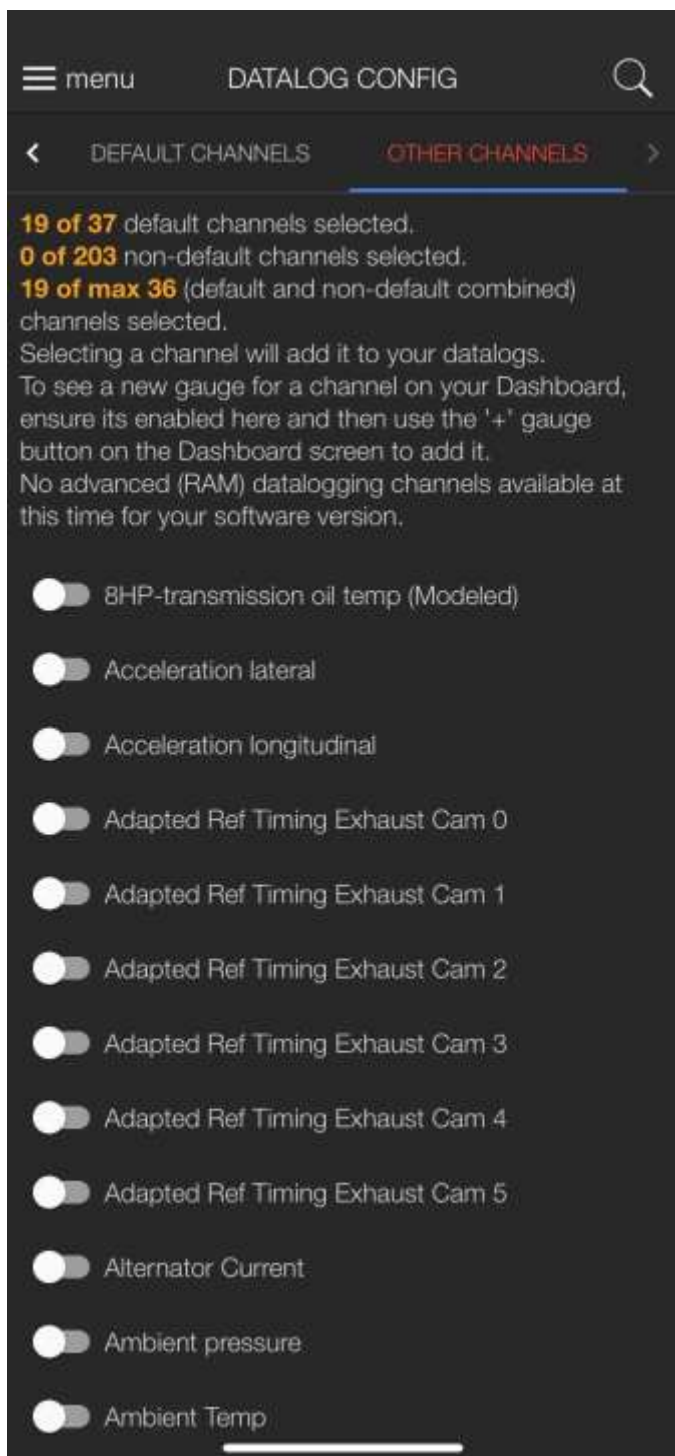 menu DATALOG CONFIG
DEFAULT CHANNELS OTHER CHANNELS
19 of 37 default channels selected.
0 of 203 non-default channels selected.
19 of max 36 (default and non-default combined)
channels selected.
Selecting a channel will add it to your datalogs.
To see a new gauge for a channel on your Dashboard,
ensure its enabled here and then use the '+' gauge
button on the Dashboard screen to add it.
No advanced (RAM) datalogging channels available at
this time for your software version.
8HP-transmission oil temp (Modeled)
Acceleration lateral
Acceleration longitudinal
Adapted Ref Timing Exhaust Cam 0
Adapted Ref Timing Exhaust Cam 1
Adapted Ref Timing Exhaust Cam 2
Adapted Ref Timing Exhaust Cam 3
Adapted Ref Timing Exhaust Cam 4
Adapted Ref Timing Exhaust Cam 5
Alternator Current
Ambient pressure
Ambient Temp